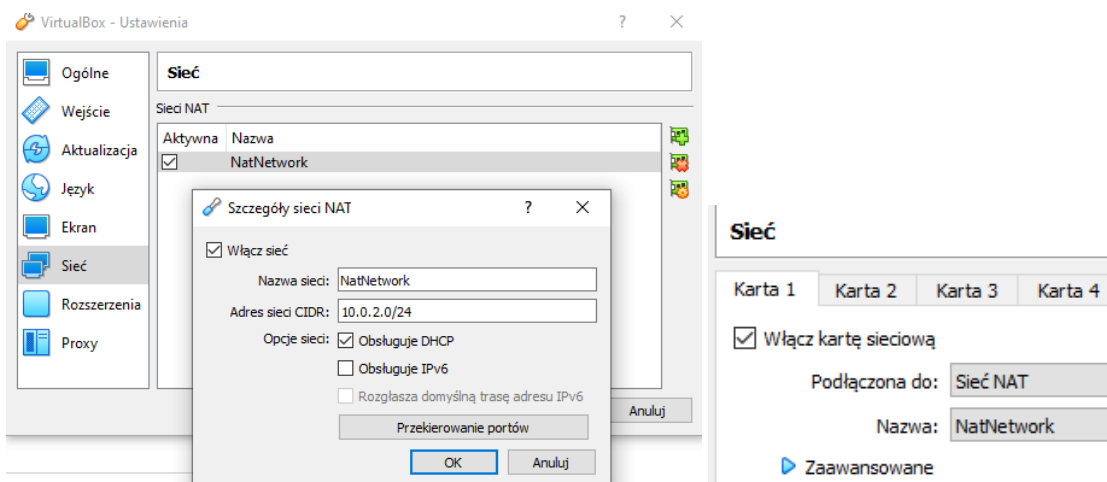 VirtualBox - Ustawienia
?
Ogólne
Wejście
Aktualizacja
Język
Ekran
Sieć
Rozszerzenia
Proxy
Sieć
Sieci NAT
Aktywna Nazwa
NatNetwork
Anuluj
Szczegóły sieci NAT
?
Włącz sieć
Nazwa sieci: NatNetwork
Adres sieci CIDR: 10.0.2.0/24
Opcje sieci: Obsługuje DHCP
Obsługuje IPv6
Rozgłasza domyślną trasę adresu IPv6
Przekierowanie portów
OK Anuluj
Sieć
Karta 1 Karta 2 Karta 3 Karta 4
Włącz kartę sieciową
Podłączona do: Sieć NAT
Nazwa: NatNetwork
Zaawansowane